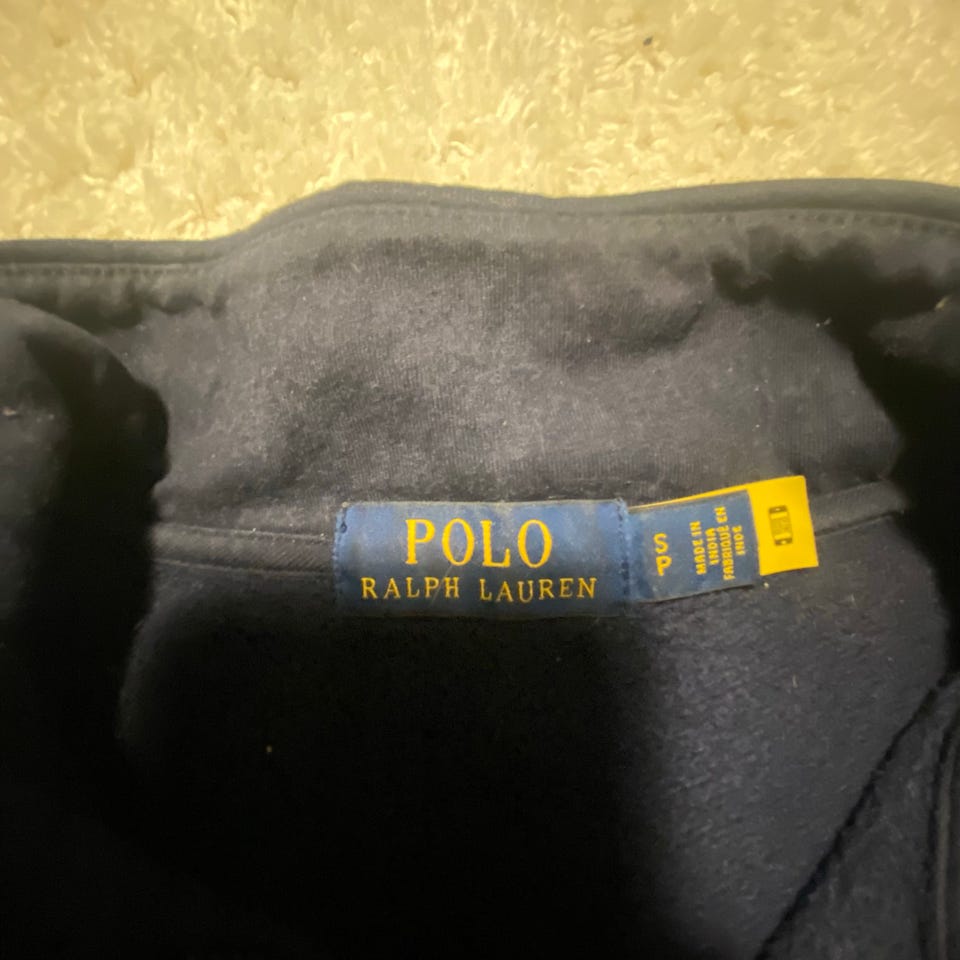 POLO
RALPH LAUREN
S
P
MADE IN
INDIA
FABRIQUÉ EN
INDE